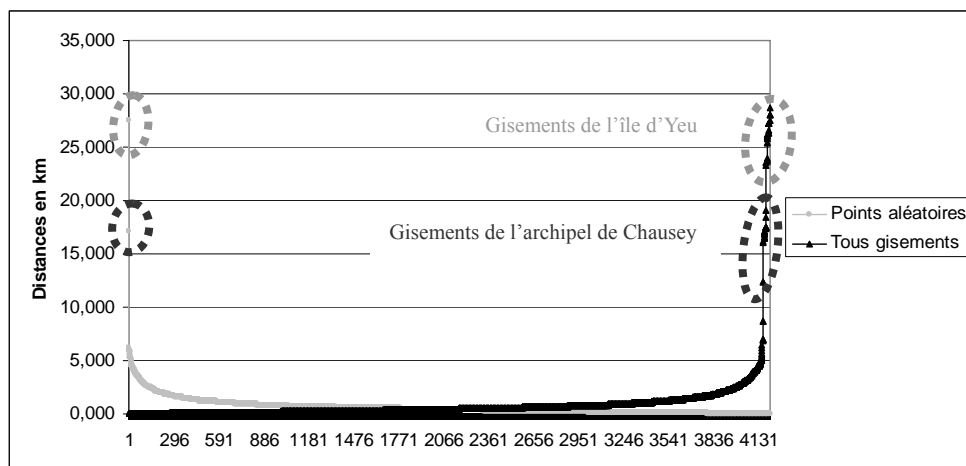 35,000
30,000
25,000
20,000
15,000
10,000
5,000
0,000
Distances en km
Gisements de l'île d'Yeu
Gisements de l'archipel de Chausey
Points aléatoires
Tous gisements
1 296 591 886 1181 1476 1771 2066 2361 2656 2951 3246 3541 3836 4131